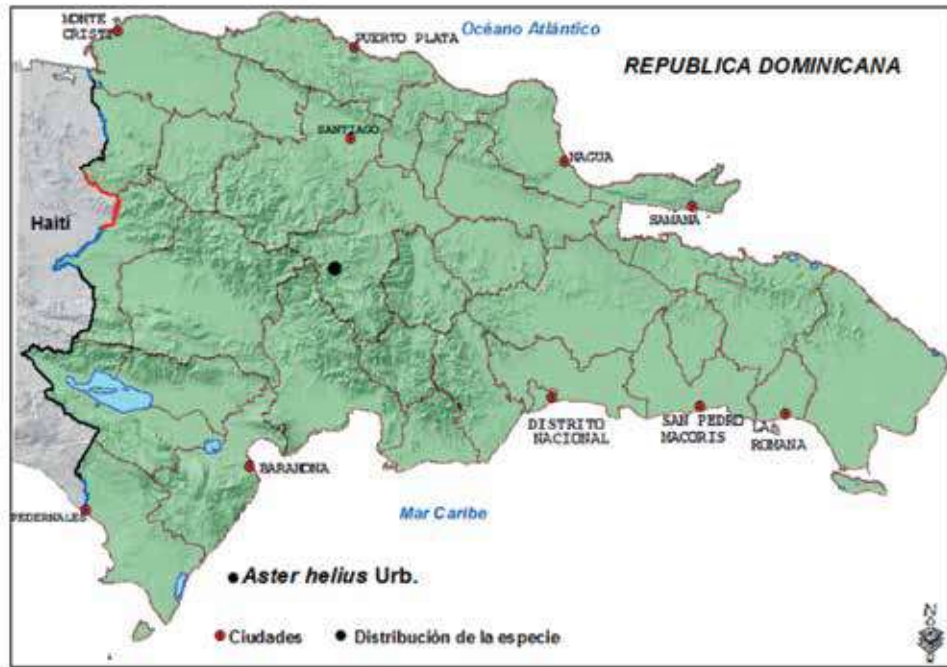 MONTE
CRISTI
PUERTO PLATA
Océano Atlántico
REPUBLICA DOMINICANA
SANTIAGO
NAGUA
SAMANA
Haití
DISTRITO
NACIONAL
SAN PEDRO
MACORIS
LA
ROMANA
BARAHONA
PEDERNALES
Mar Caribe
Aster helius Urb.
Ciudades
Distribución de la especie